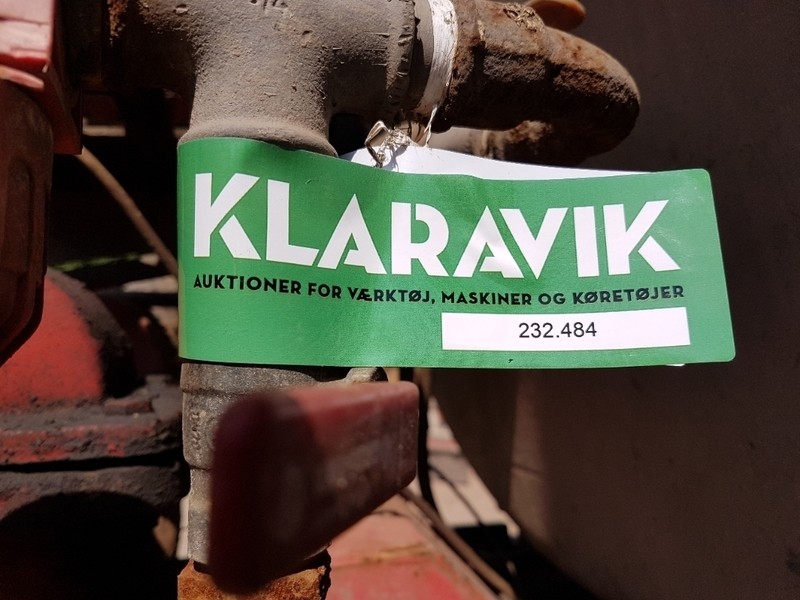 KLARAVIK
AUKTIONER FOR VÆRKTØJ, MASKINER OG KØRETØJER
232.484